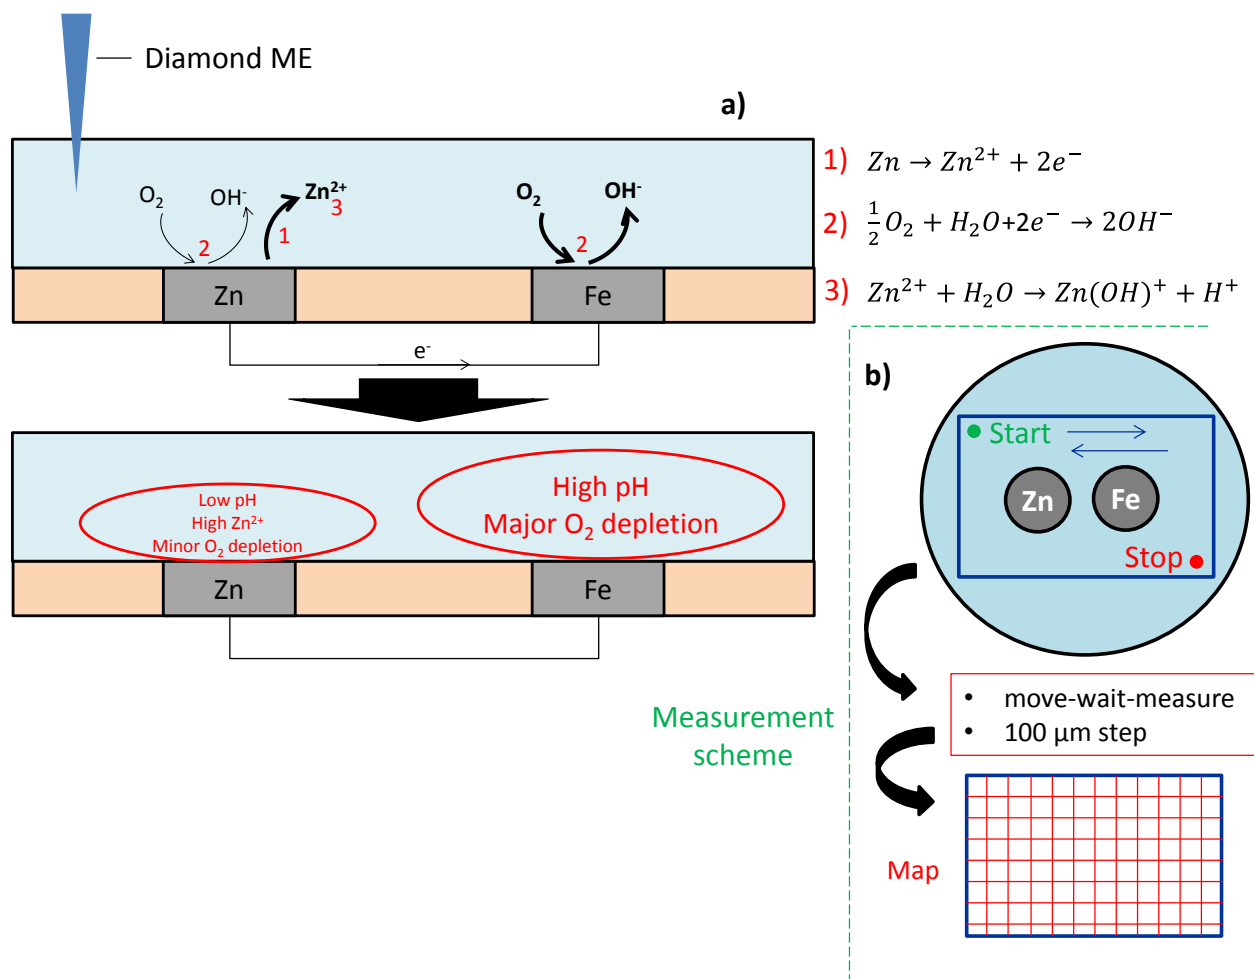 Diamond ME
a)
O₂
OH⁻
Zn²⁺
3
1
2
O₂
OH⁻
2
Zn
Fe
e⁻
1) Zn → Zn²⁺ + 2e⁻
2) ½O₂ + H₂O+2e⁻ → 2OH⁻
3) Zn²⁺ + H₂O → Zn(OH)⁺ + H⁺
Low pH
High Zn²⁺
Minor O₂ depletion
High pH
Major O₂ depletion
Zn
Fe
b)
Start
Zn
Fe
Stop
Measurement
scheme
• move-wait-measure
• 100 µm step
Map